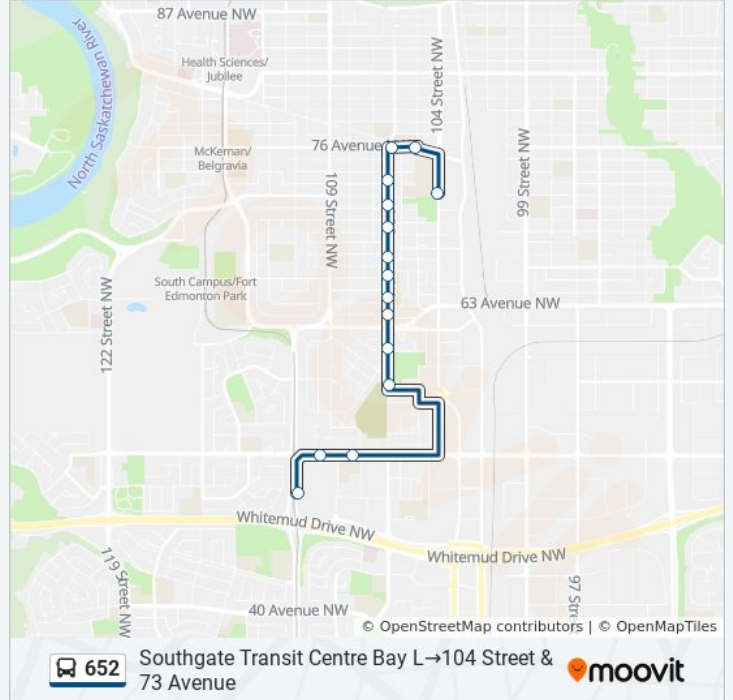 87 Avenue NW
North Saskatchewan River
Health Sciences/
Jubilee
104 Street NW
76 Avenue
McKernan/
Belgravia
99 Street NW
109 Street NW
South Campus/Fort
Edmonton Park
63 Avenue NW
122 Street NW
Whitemud Drive NW
Whitemud Drive NW
119 Street NW
97 Stre
40 Avenue NW
© OpenStreetMap contributors | © OpenMapTiles
652
Southgate Transit Centre Bay L→104 Street &
73 Avenue
moovit